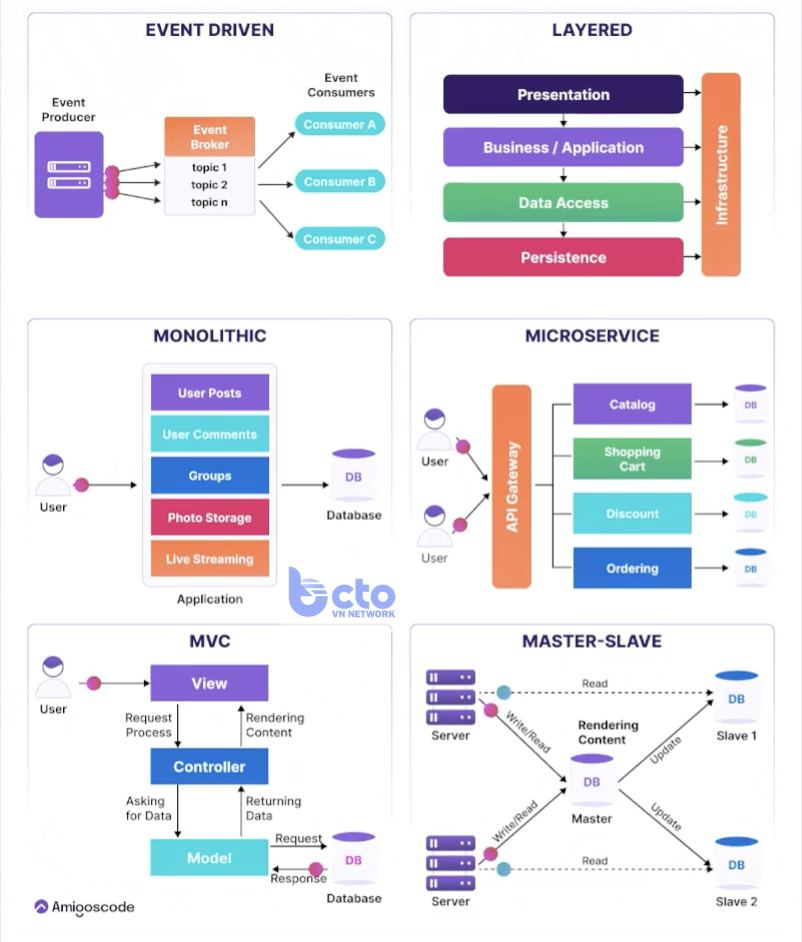 EVENT DRIVEN
Event
Producer
Event
Broker
topic 1
topic 2
topic n
Event
Consumers
Consumer A
Consumer B
Consumer C
LAYERED
Presentation
Business / Application
Data Access
Persistence
Infrastructure
MONOLITHIC
User
User Posts
User Comments
Groups
Photo Storage
Live Streaming
Application
DB
Database
MICROSERVICE
User
User
API Gateway
Catalog
Shopping
Cart
Discount
Ordering
DB
DB
DB
DB
cto
VN NETWORK
MVC
User
View
Request
Process
Rendering
Content
Controller
Asking
for Data
Returning
Data
Model
Request
Response
DB
Database
Amigoscode
MASTER-SLAVE
Server
Read
Write/Read
Rendering
Content
DB
Master
Update
DB
Slave 1
Server
Write/Read
Read
Update
DB
Slave 2